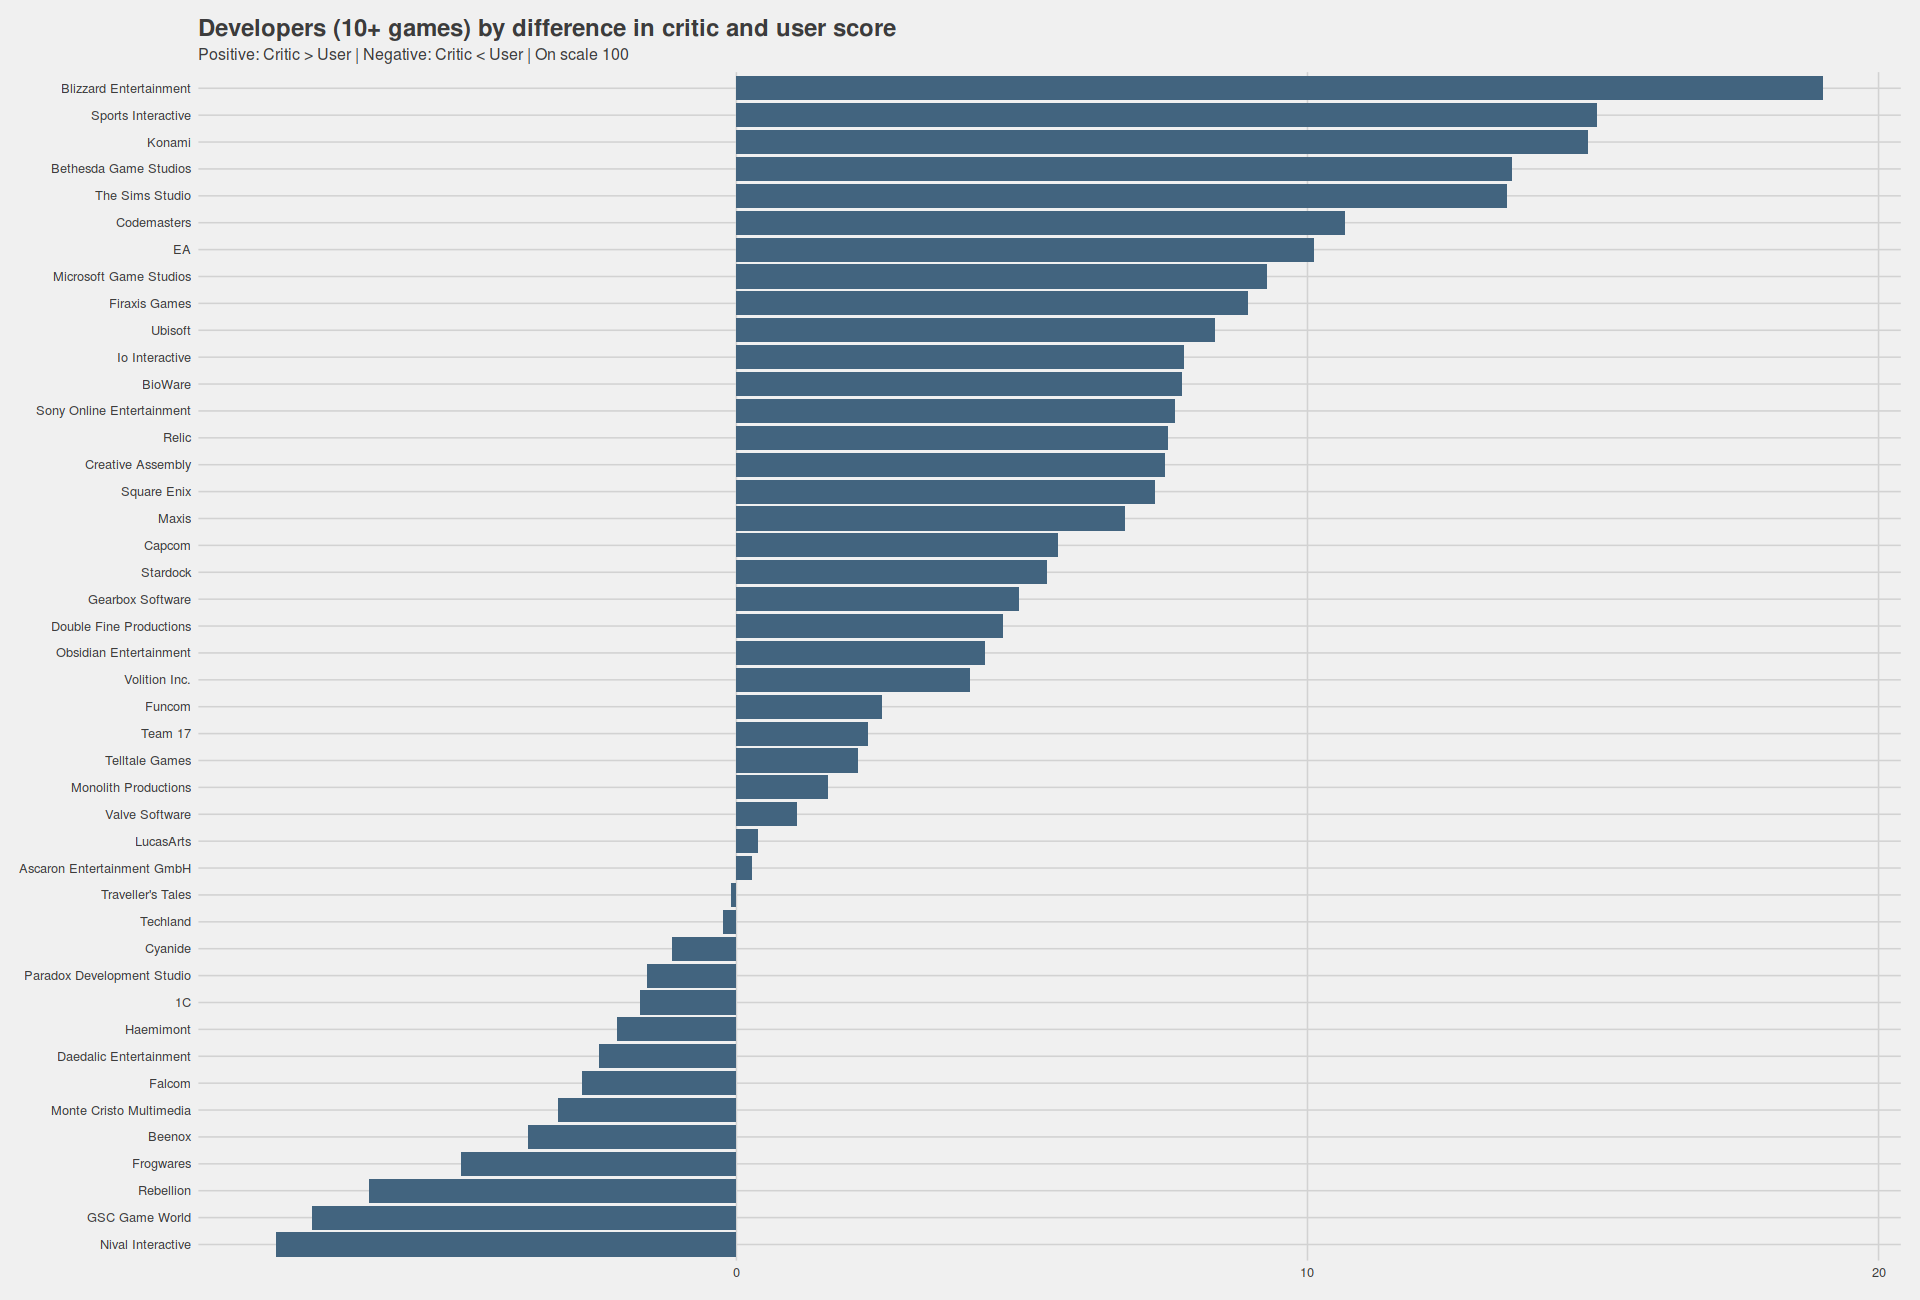 Developers (10+ games) by difference in critic and user score
Positive: Critic > User | Negative: Critic < User | On scale 100
Blizzard Entertainment
Sports Interactive
Konami
Bethesda Game Studios
The Sims Studio
Codemasters
EA
Microsoft Game Studios
Firaxis Games
Ubisoft
Io Interactive
BioWare
Sony Online Entertainment
Relic
Creative Assembly
Square Enix
Maxis
Capcom
Stardock
Gearbox Software
Double Fine Productions
Obsidian Entertainment
Volition Inc.
Funcom
Team 17
Telltale Games
Monolith Productions
Valve Software
LucasArts
Ascaron Entertainment GmbH
Traveller's Tales
Techland
Cyanide
Paradox Development Studio
1C
Haemimont
Daedalic Entertainment
Falcom
Monte Cristo Multimedia
Beenox
Frogwares
Rebellion
GSC Game World
Nival Interactive
0 10 20